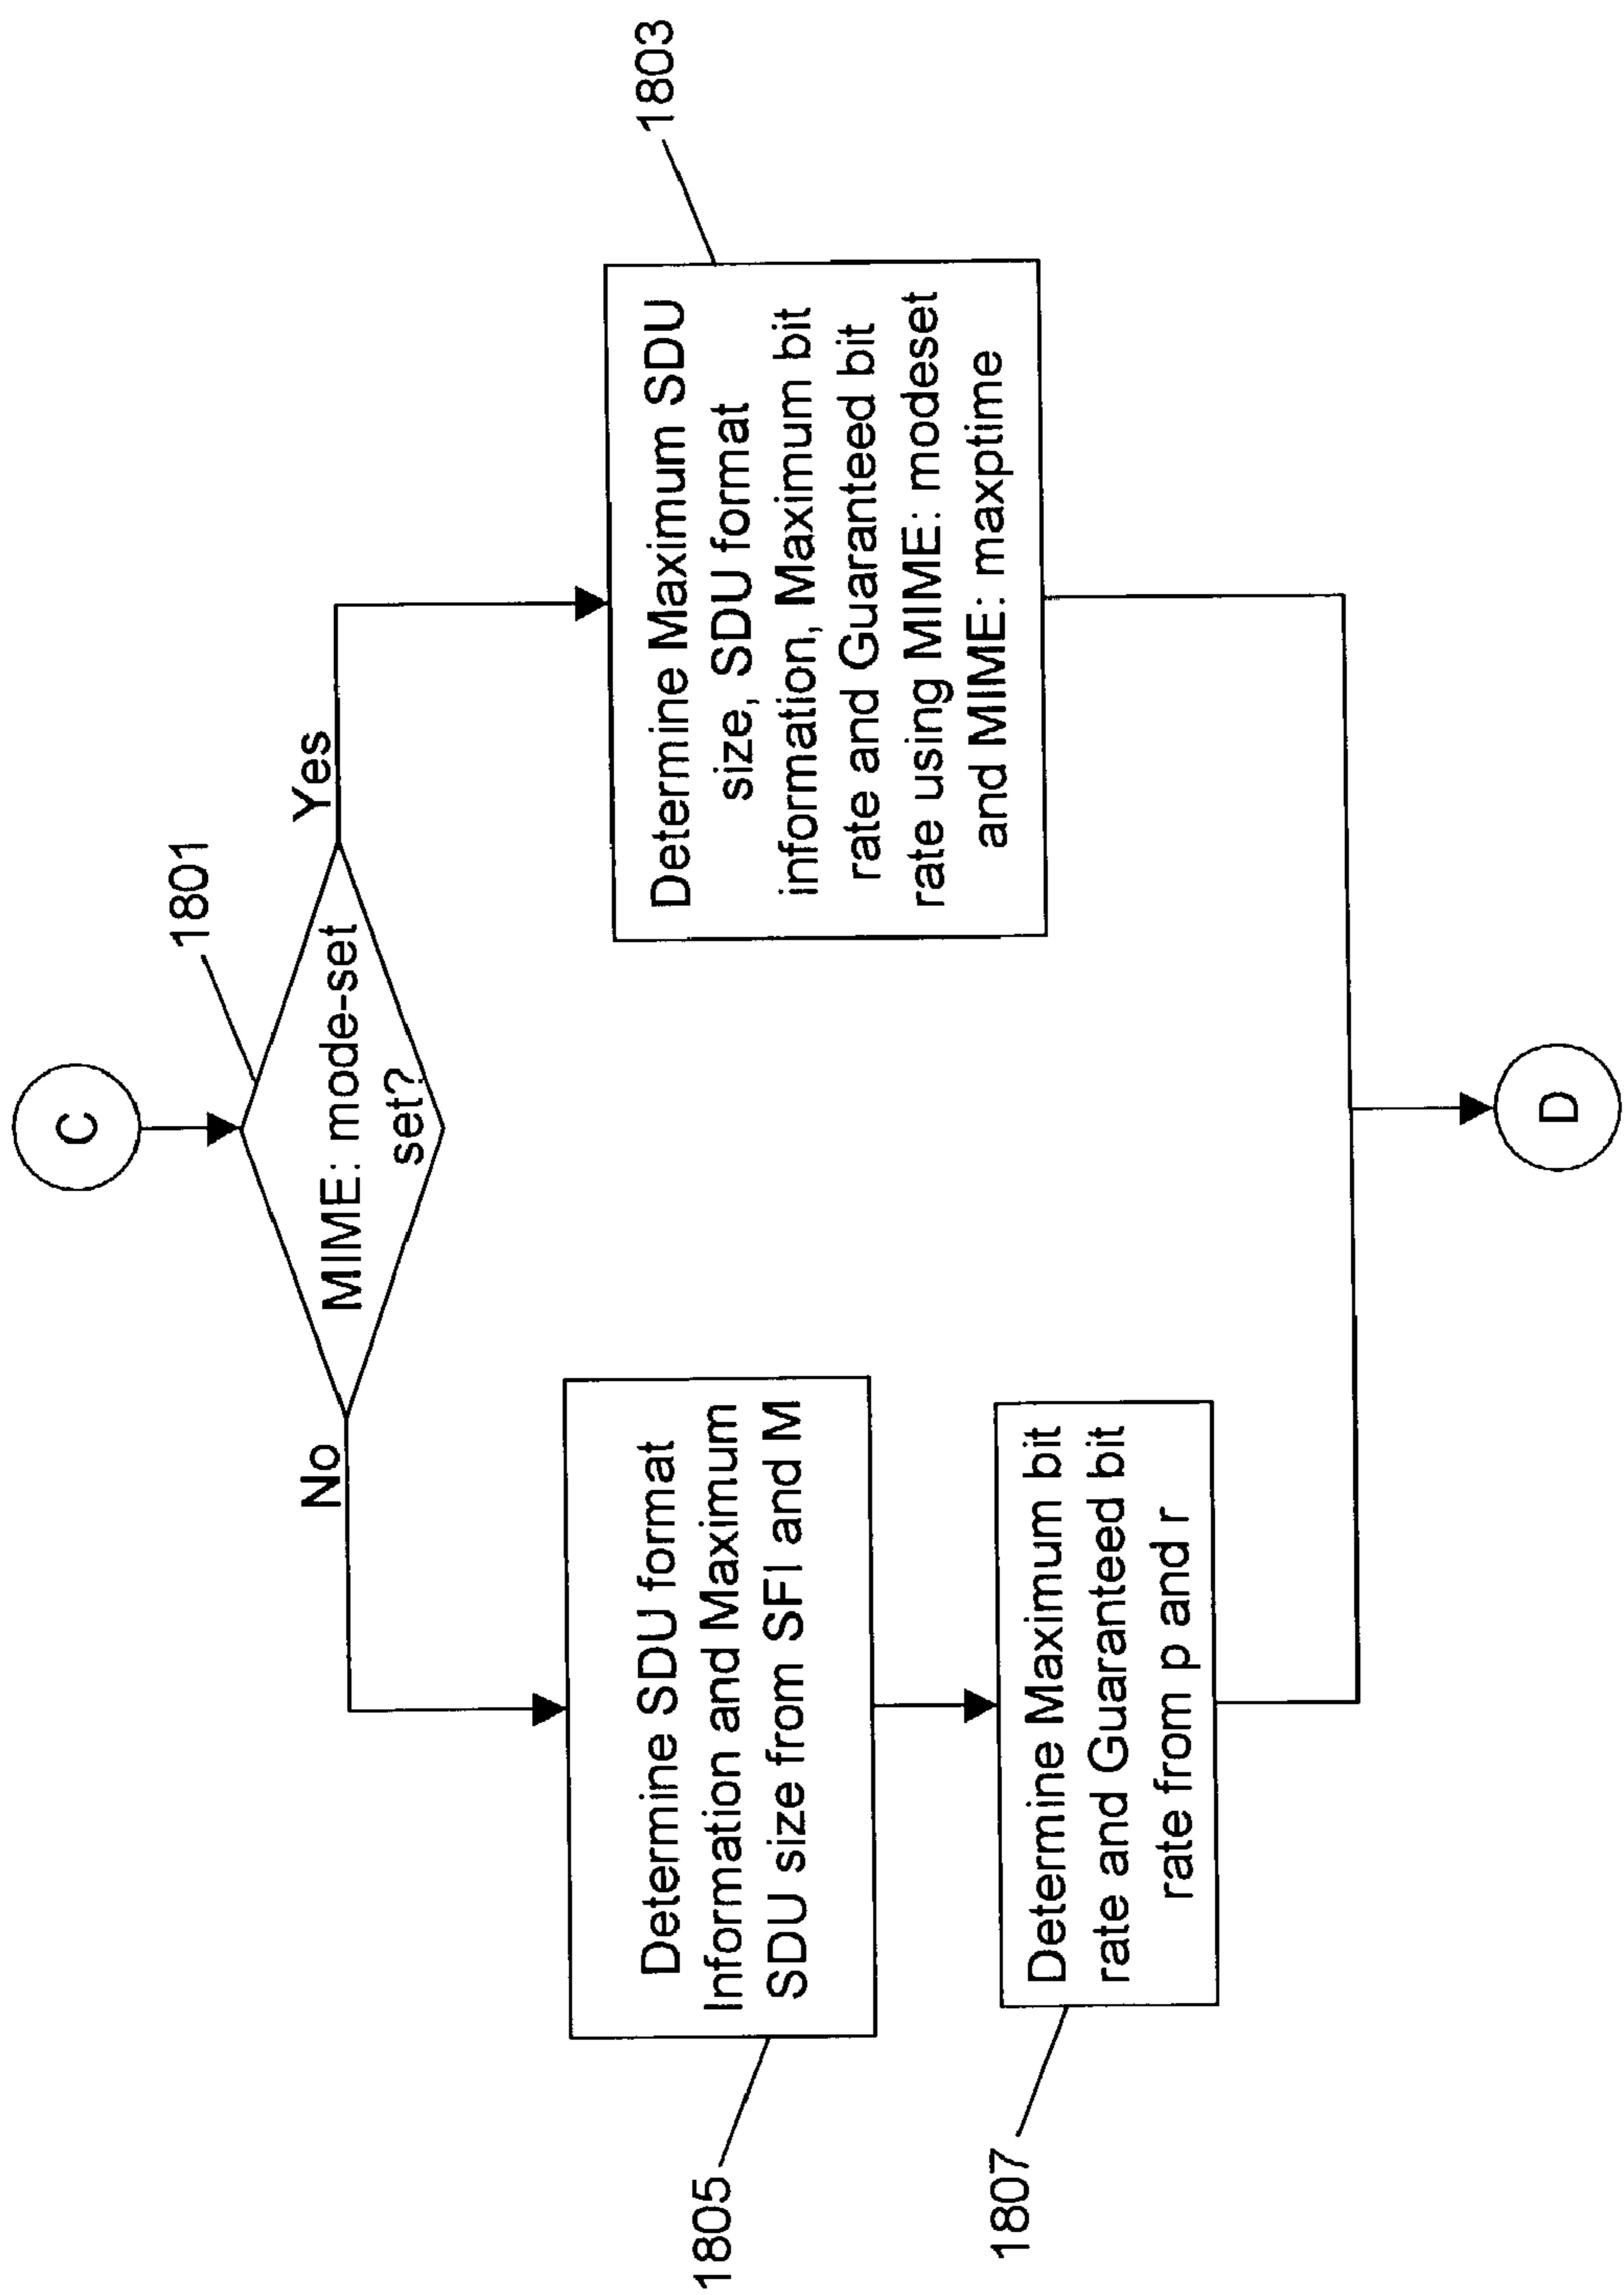 C
1801
MIME: mode-set
set?
Yes
No
1803
Determine Maximum SDU
size, SDU format
information, Maximum bit
rate and Guaranteed bit
rate using MIME: modeset
and MIME: maxptime
Determine SDU format
Information and Maximum
SDU size from SFI and M
1805
Determine Maximum bit
rate and Guaranteed bit
rate from p and r
1807
D